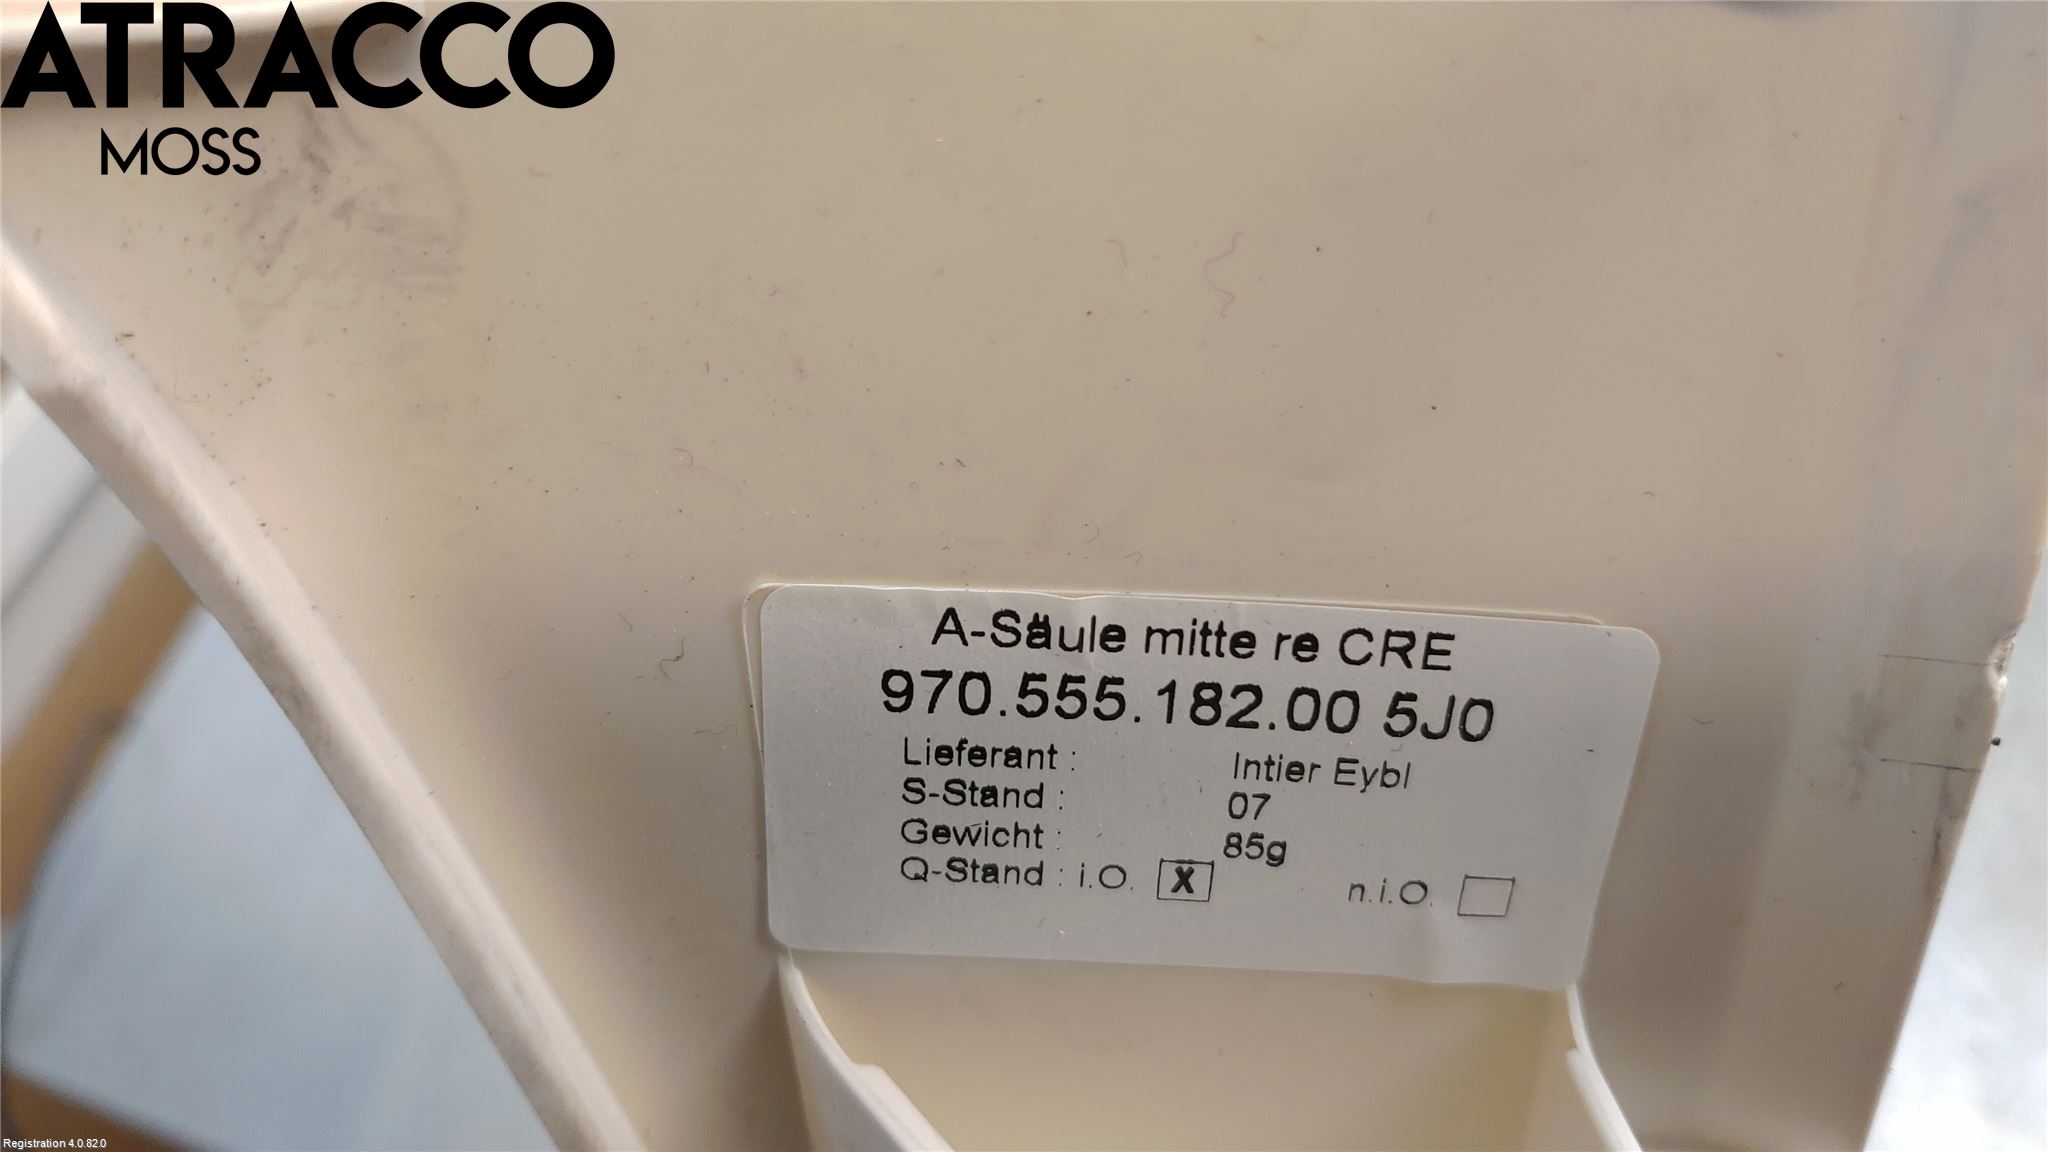 ATRACCO
MOSS
A-Säule mitte re CRE
970.555.182.00 5J0
Lieferant : Intier Eybl
S-Stand : 07
Gewicht : 85g
Q-Stand : i.O. X n.i.O.
Registration 4.0.82.0